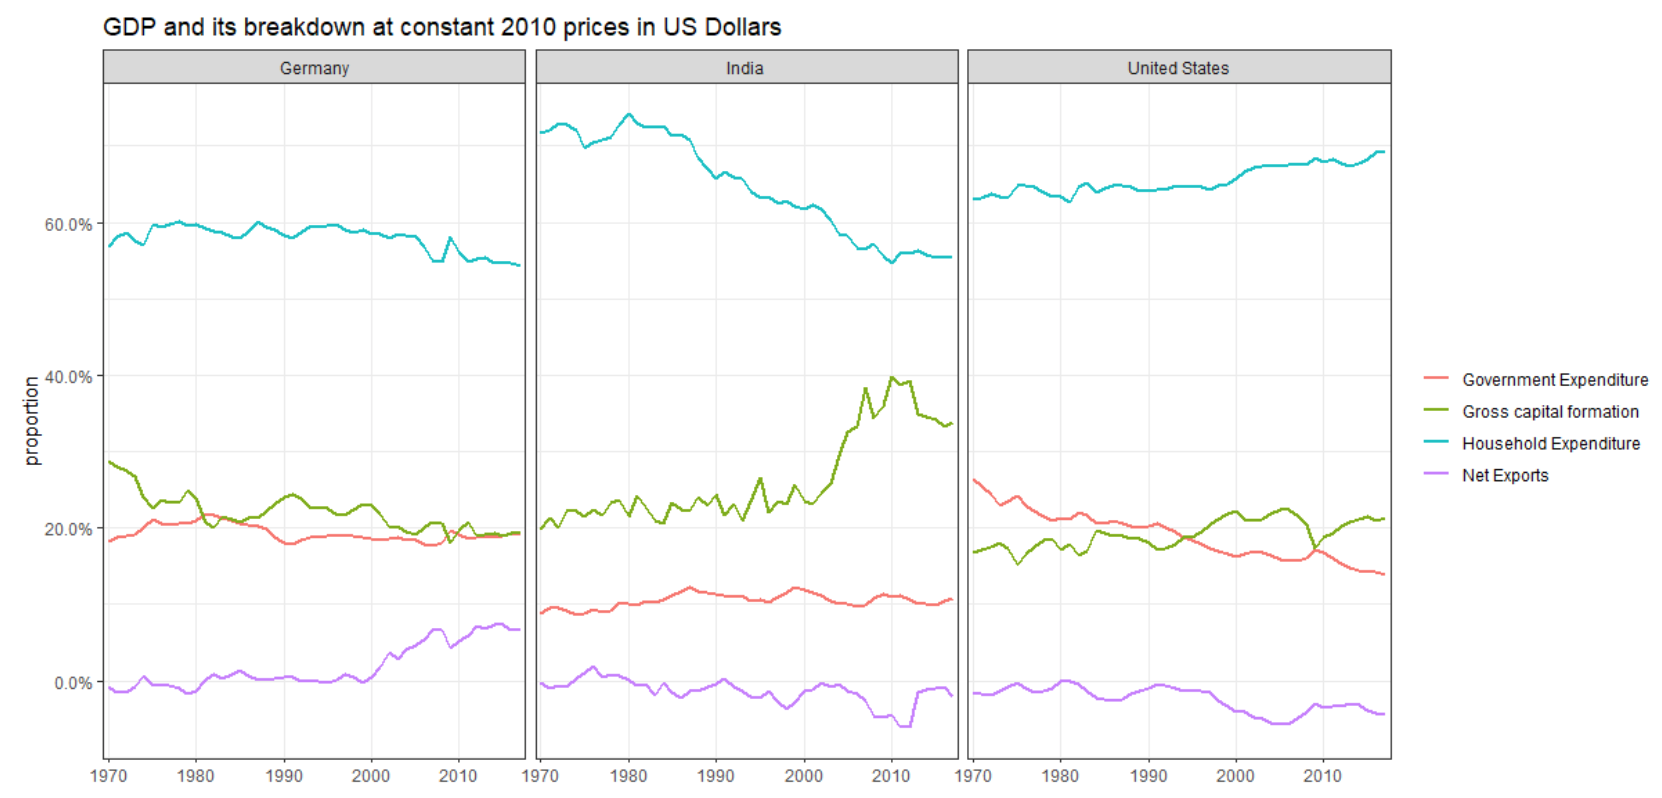 GDP and its breakdown at constant 2010 prices in US Dollars
Germany
India
United States
60.0%
40.0%
20.0%
0.0%
proportion
1970 1980 1990 2000 2010
1970 1980 1990 2000 2010
1970 1980 1990 2000 2010
Government Expenditure
Gross capital formation
Household Expenditure
Net Exports